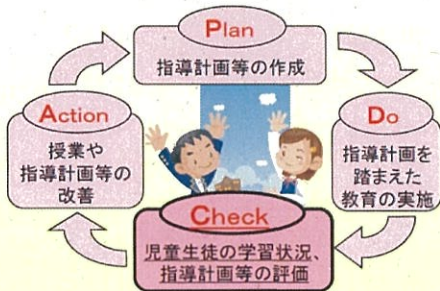 Plan
指導計画等の作成
Do
指導計画を
踏まえた
教育の実施
Check
児童生徒の学習状況、
指導計画等の評価
Action
授業や
指導計画等の
改善